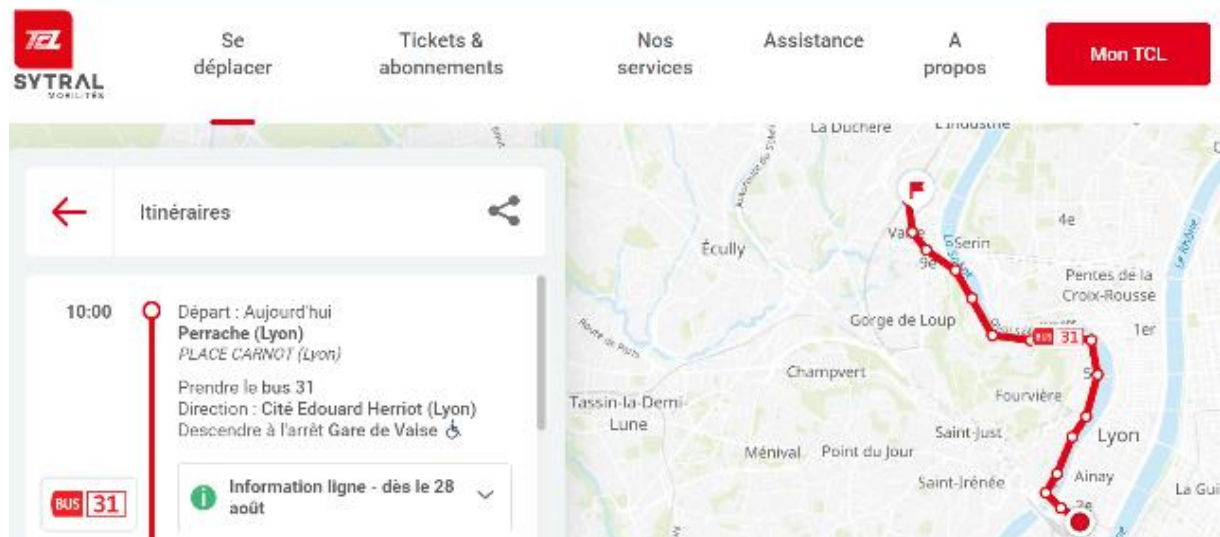 TCL
SYTRAL
MOBILITÉS
Se
déplacer
Tickets &
abonnements
Nos
services
Assistance
A
propos
Mon TCL
Itinéraires
10:00
Départ : Aujourd'hui
Perrache (Lyon)
PLACE CARNOT (Lyon)
Prendre le bus 31
Direction : Cité Edouard Herriot (Lyon)
Descendre à l'arrêt Gare de Vaise
BUS 31
Information ligne - dès le 28
août
La Duchère
L'Industrie
Écully
Vaise
Serin
9e
La Saône
4e
Le Rhône
Pentes de la
Croix-Rousse
Gorge de Loup
BUS 31
1er
Route de Paris
Champvert
Fourvière
Tassin-la-Demi-
Lune
Saint-Just
Lyon
Ménival
Point du Jour
Saint-Irénée
Ainay
La Gui
2e